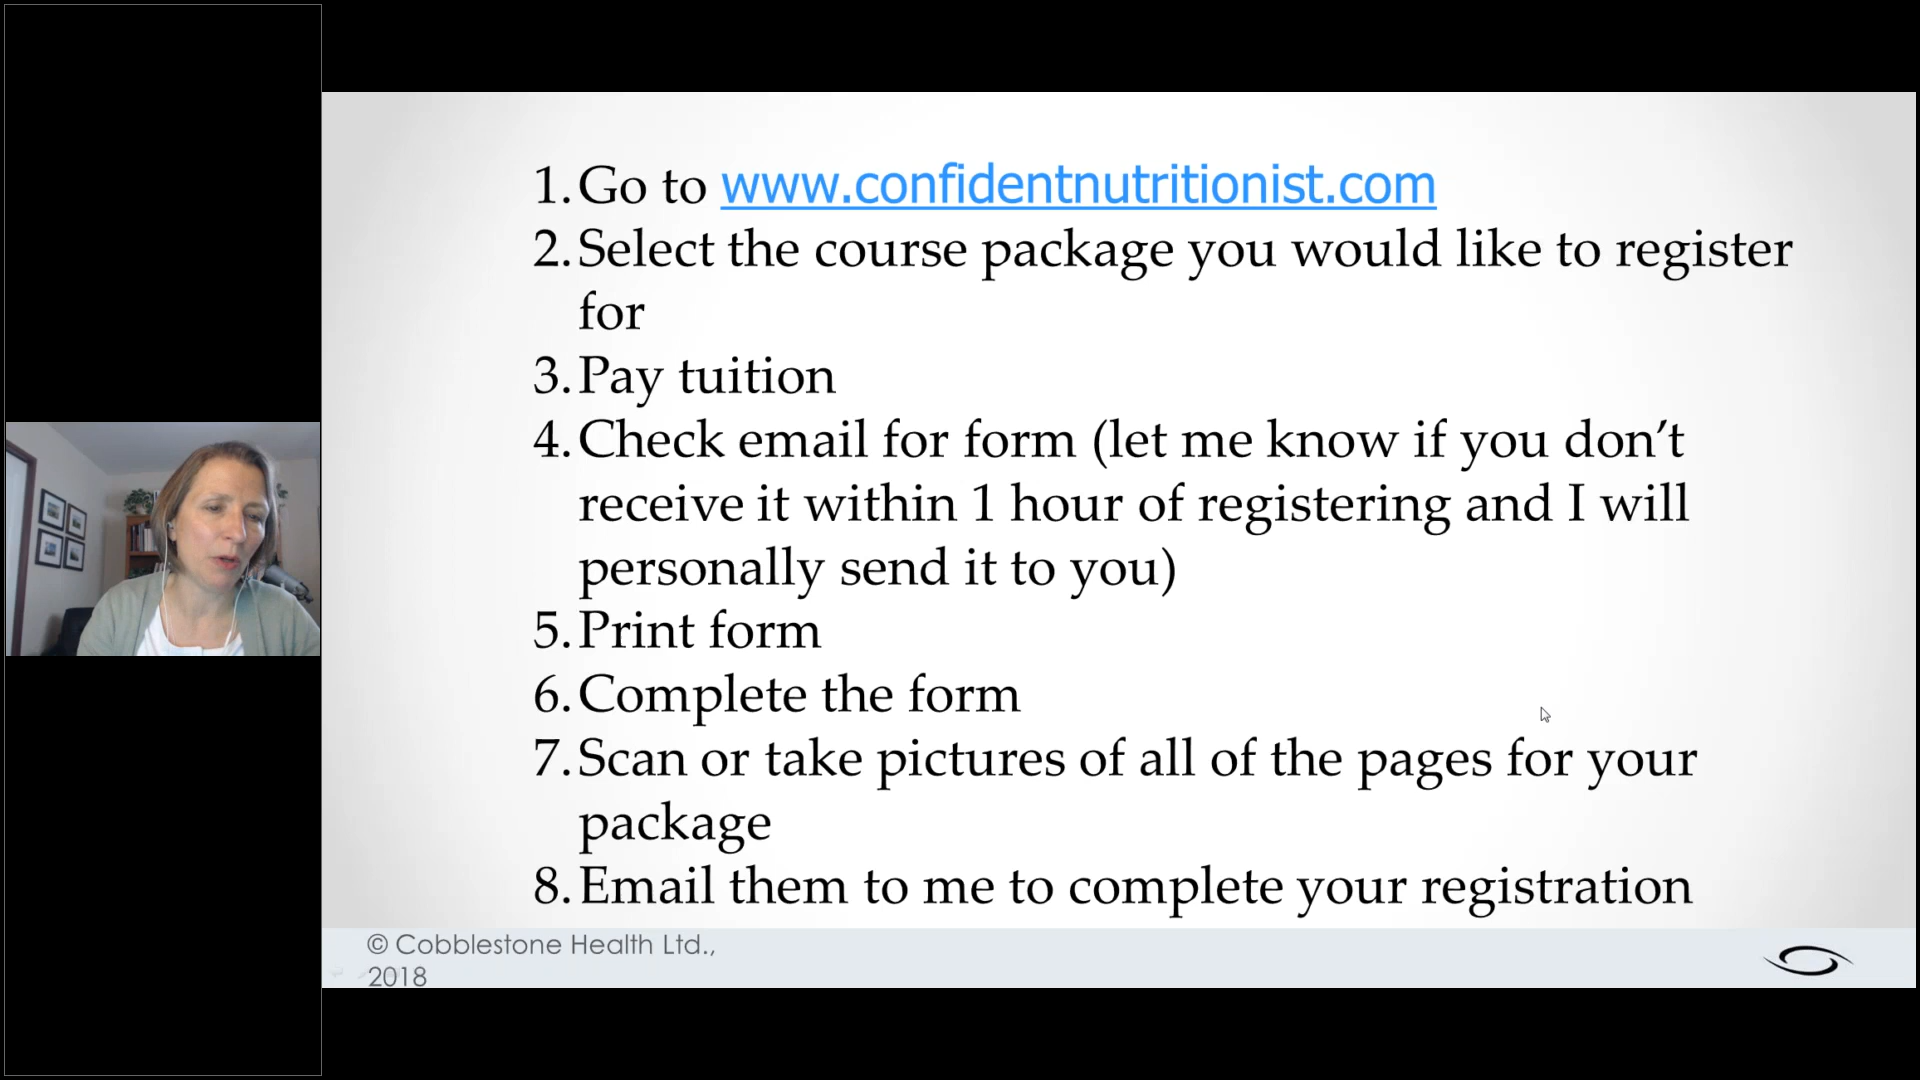 1. Go to www.confidentnutritionist.com
2. Select the course package you would like to register
for
3. Pay tuition
4. Check email for form (let me know if you don’t
receive it within 1 hour of registering and I will
personally send it to you)
5. Print form
6. Complete the form
7. Scan or take pictures of all of the pages for your
package
8. Email them to me to complete your registration
© Cobblestone Health Ltd.,
2018